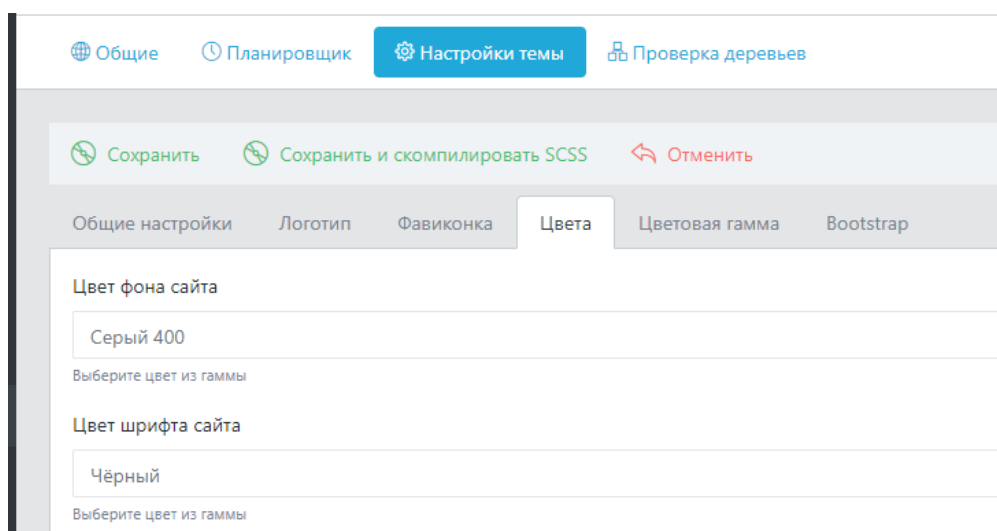 Общие Планировщик Настройки темы Проверка деревьев
Сохранить Сохранить и скомпилировать SCSS Отменить
Общие настройки Логотип Фавиконка Цвета Цветовая гамма Bootstrap
Цвет фона сайта
Серый 400
Выберите цвет из гаммы
Цвет шрифта сайта
Чёрный
Выберите цвет из гаммы